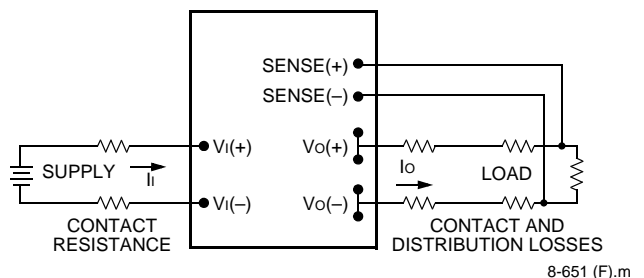 SENSE(+)
SENSE(–)
SUPPLY
II
VI(+)
VO(+)
IO
LOAD
VI(–)
VO(–)
CONTACT
RESISTANCE
CONTACT AND
DISTRIBUTION LOSSES
8-651 (F).m